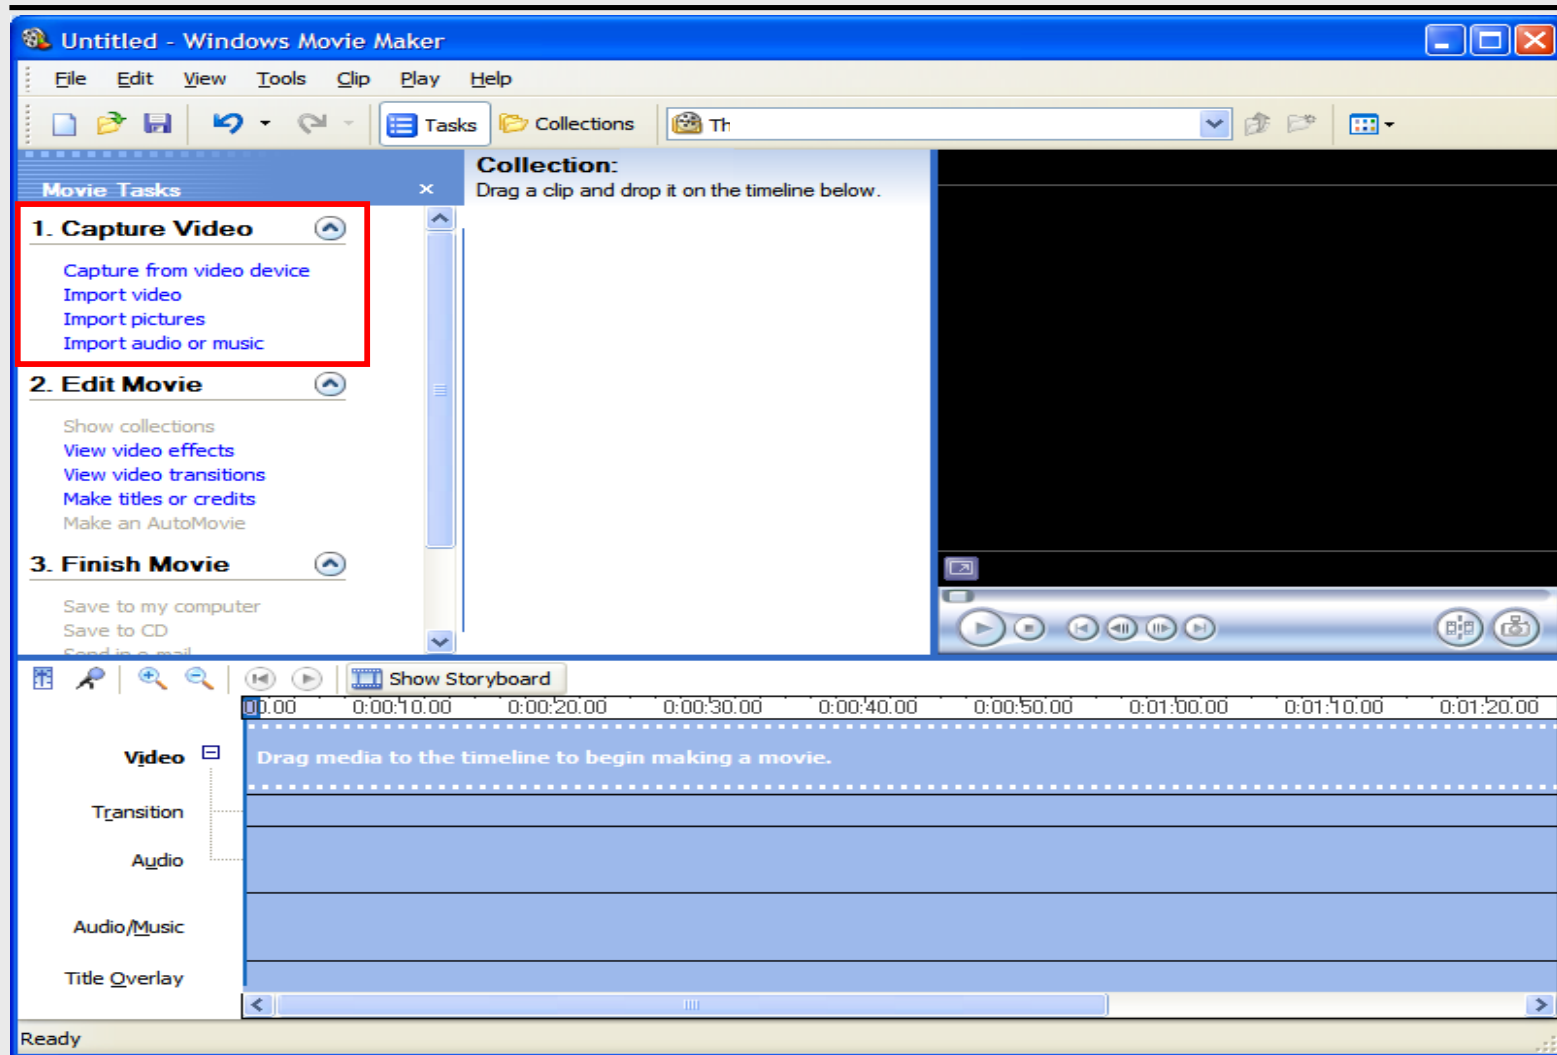 Untitled - Windows Movie Maker
File Edit View Tools Clip Play Help
Tasks Collections Th
Movie Tasks
Collection:
Drag a clip and drop it on the timeline below.
1. Capture Video
Capture from video device
Import video
Import pictures
Import audio or music
2. Edit Movie
Show collections
View video effects
View video transitions
Make titles or credits
Make an AutoMovie
3. Finish Movie
Save to my computer
Save to CD
Send in e-mail
Show Storyboard
0.00 0:00:10.00 0:00:20.00 0:00:30.00 0:00:40.00 0:00:50.00 0:01:00.00 0:01:10.00 0:01:20.00
Video
Drag media to the timeline to begin making a movie.
Transition
Audio
Audio/Music
Title Overlay
Ready